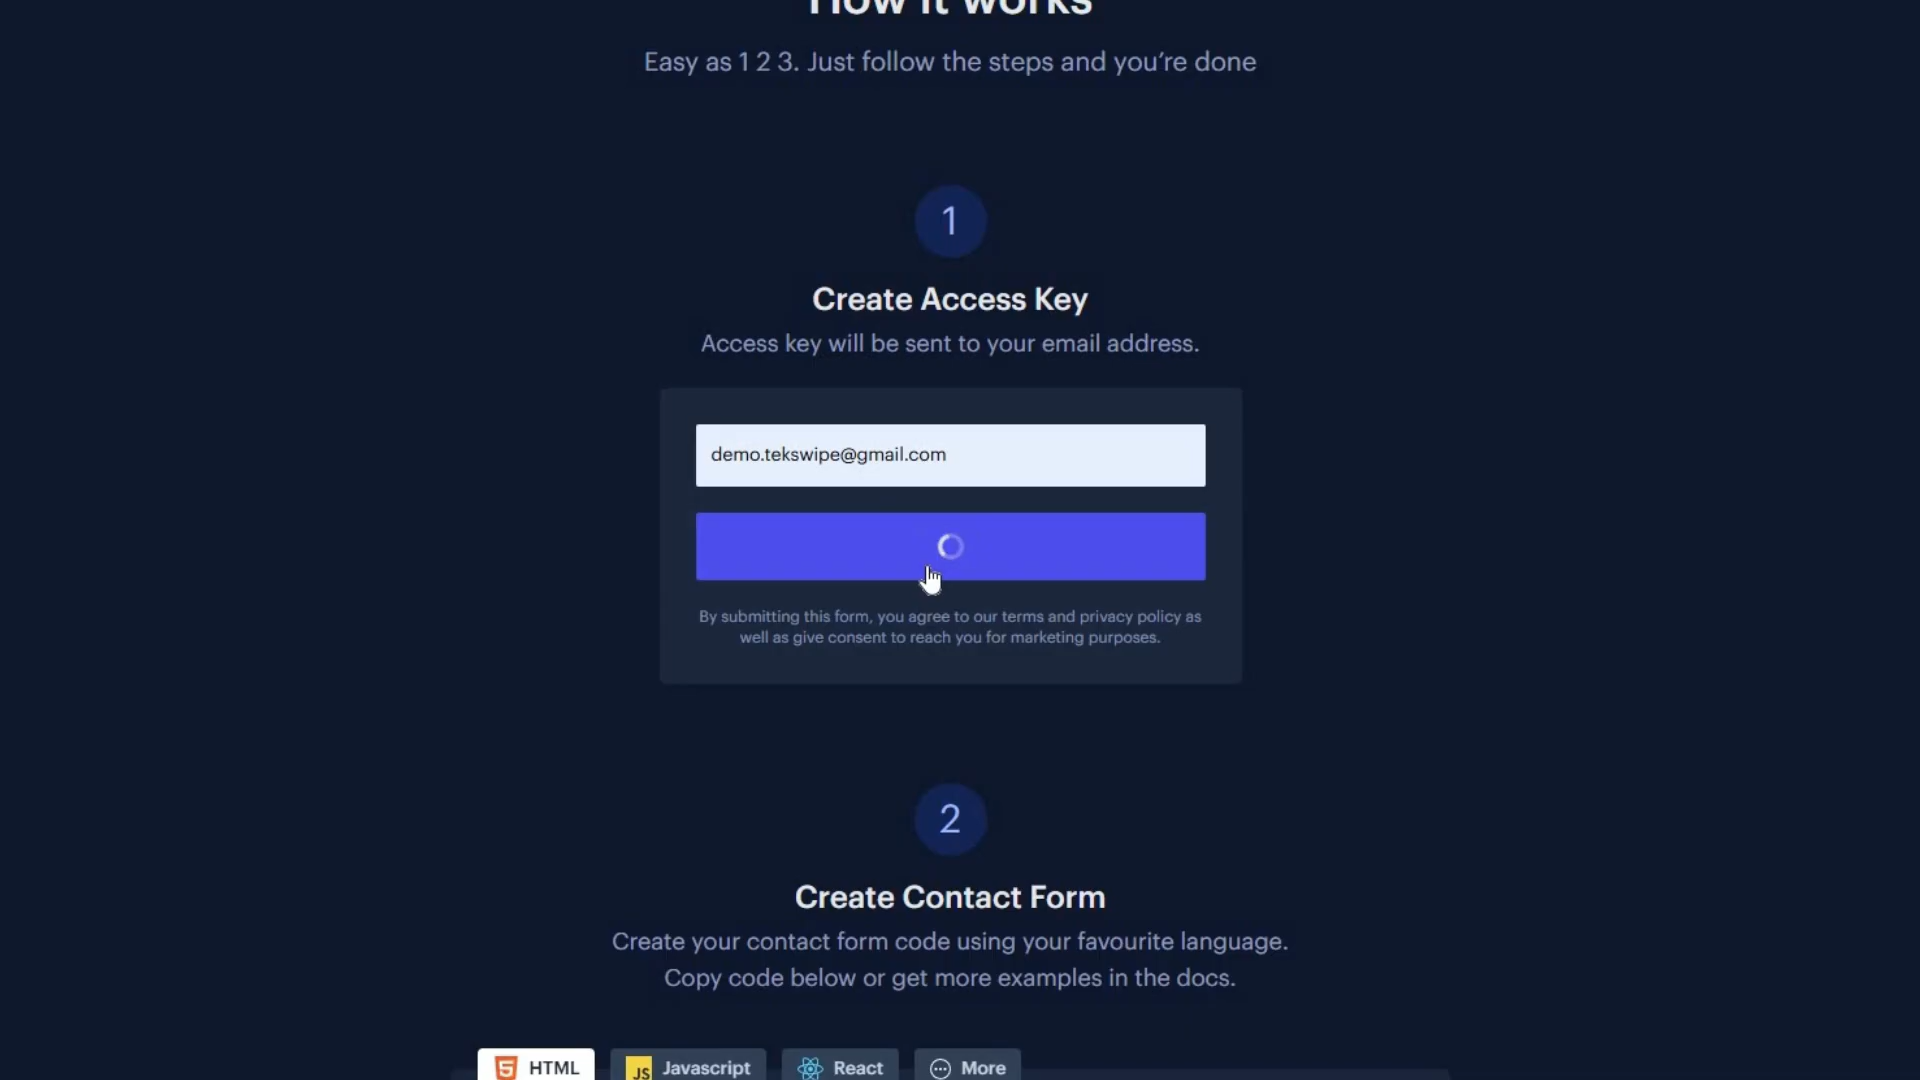 How it works
Easy as 1 2 3. Just follow the steps and you’re done
1
Create Access Key
Access key will be sent to your email address.
demo.tekswipe@gmail.com
By submitting this form, you agree to our terms and privacy policy as
well as give consent to reach you for marketing purposes.
2
Create Contact Form
Create your contact form code using your favourite language.
Copy code below or get more examples in the docs.
5 HTML JS Javascript React More